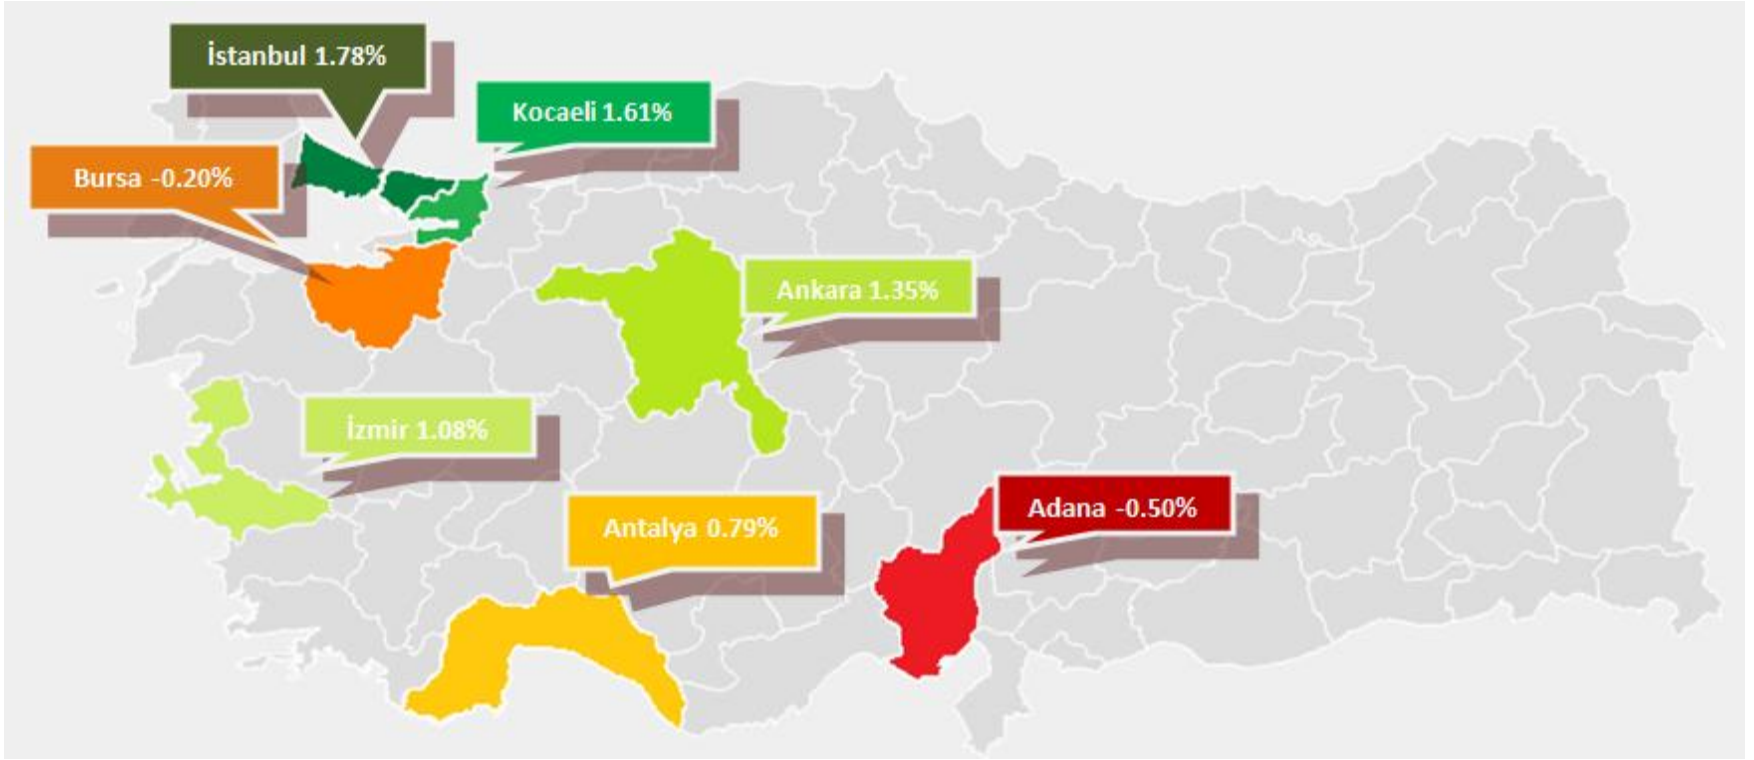 İstanbul 1.78%
Kocaeli 1.61%
Bursa -0.20%
Ankara 1.35%
İzmir 1.08%
Antalya 0.79%
Adana -0.50%